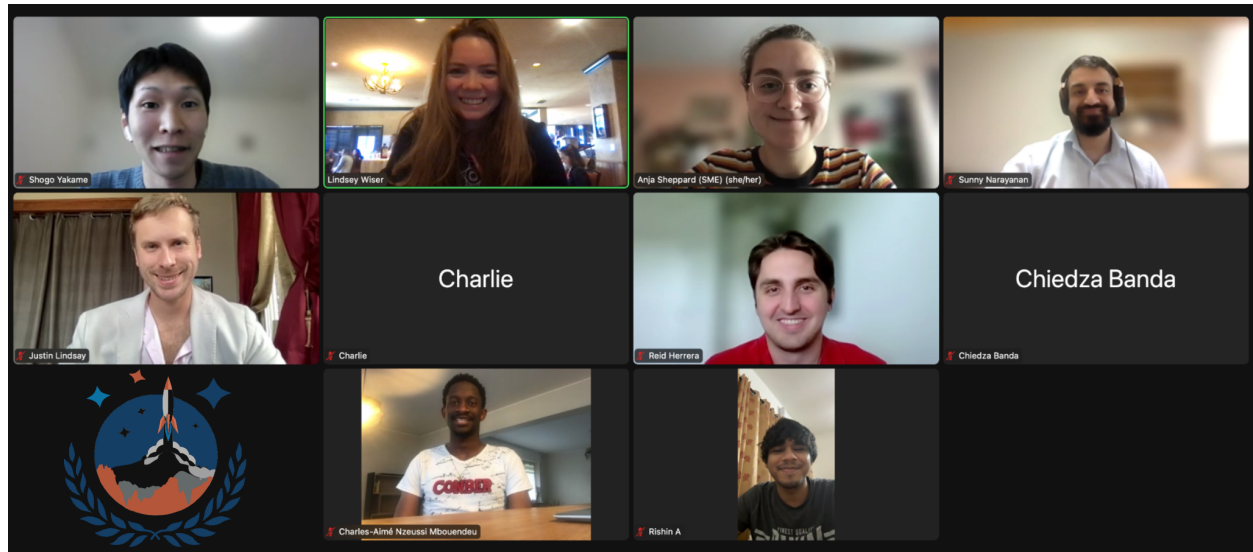 Shogo Yakame
Lindsey Wiser
Anja Sheppard (SME) (she/her)
Sunny Narayanan
Justin Lindsay
Charlie
Charlie
Reid Herrera
Chiedza Banda
Chiedza Banda
CONBER
Charles-Aimé Nzeussi Mbouendeu
Rishin A